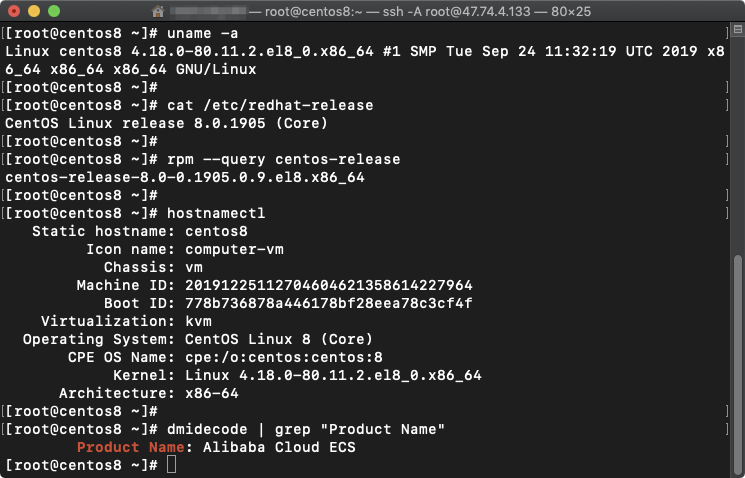 — root@centos8:~ — ssh -A root@47.74.4.133 — 80×25
[root@centos8 ~]# uname -a
Linux centos8 4.18.0-80.11.2.el8_0.x86_64 #1 SMP Tue Sep 24 11:32:19 UTC 2019 x8
6_64 x86_64 x86_64 GNU/Linux
[root@centos8 ~]#
[root@centos8 ~]# cat /etc/redhat-release
CentOS Linux release 8.0.1905 (Core)
[root@centos8 ~]#
[root@centos8 ~]# rpm --query centos-release
centos-release-8.0-0.1905.0.9.el8.x86_64
[root@centos8 ~]#
[root@centos8 ~]# hostnamectl
Static hostname: centos8
Icon name: computer-vm
Chassis: vm
Machine ID: 20191225112704604621358614227964
Boot ID: 778b736878a446178bf28eea78c3cf4f
Virtualization: kvm
Operating System: CentOS Linux 8 (Core)
CPE OS Name: cpe:/o:centos:centos:8
Kernel: Linux 4.18.0-80.11.2.el8_0.x86_64
Architecture: x86-64
[root@centos8 ~]#
[root@centos8 ~]# dmidecode | grep "Product Name"
Product Name: Alibaba Cloud ECS
[root@centos8 ~]#